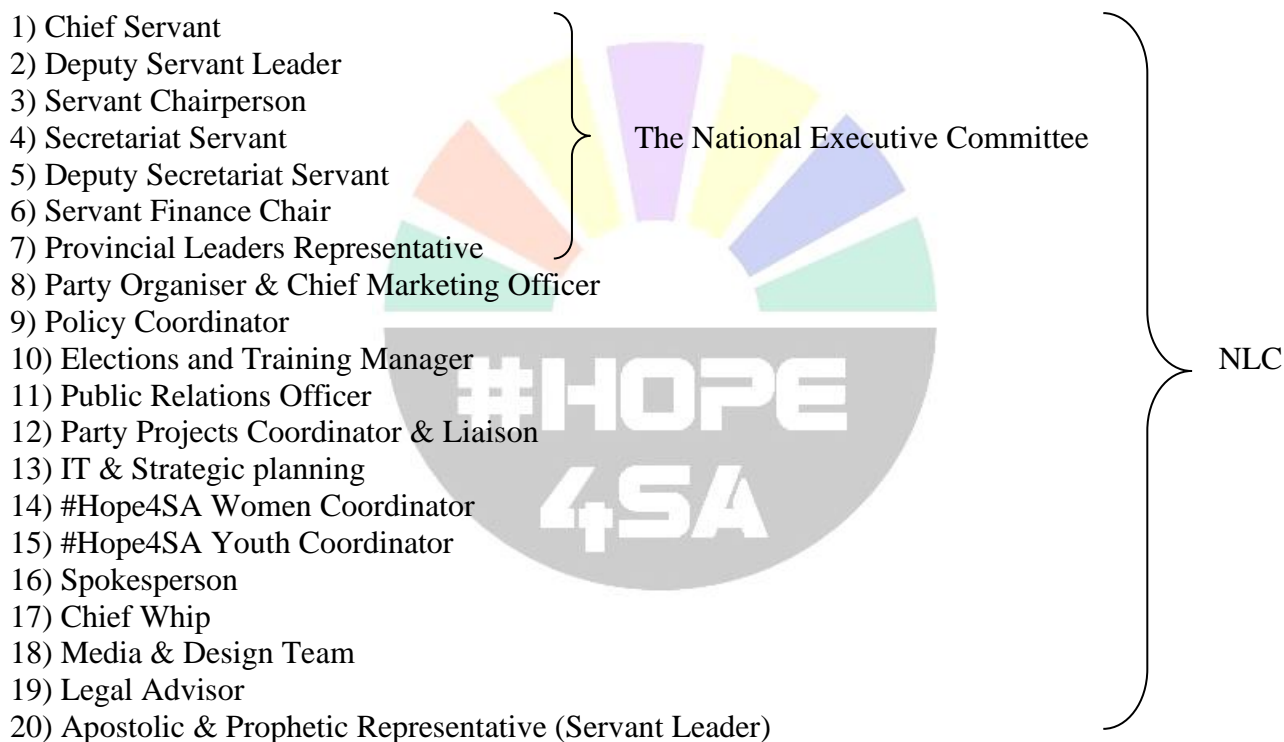 1) Chief Servant
2) Deputy Servant Leader
3) Servant Chairperson
4) Secretariat Servant The National Executive Committee
5) Deputy Secretariat Servant
6) Servant Finance Chair
7) Provincial Leaders Representative
8) Party Organiser & Chief Marketing Officer
9) Policy Coordinator
10) Elections and Training Manager NLC
11) Public Relations Officer
12) Party Projects Coordinator & Liaison
13) IT & Strategic planning
14) #Hope4SA Women Coordinator
15) #Hope4SA Youth Coordinator
16) Spokesperson
17) Chief Whip
18) Media & Design Team
19) Legal Advisor
20) Apostolic & Prophetic Representative (Servant Leader)
#HOPE
4SA